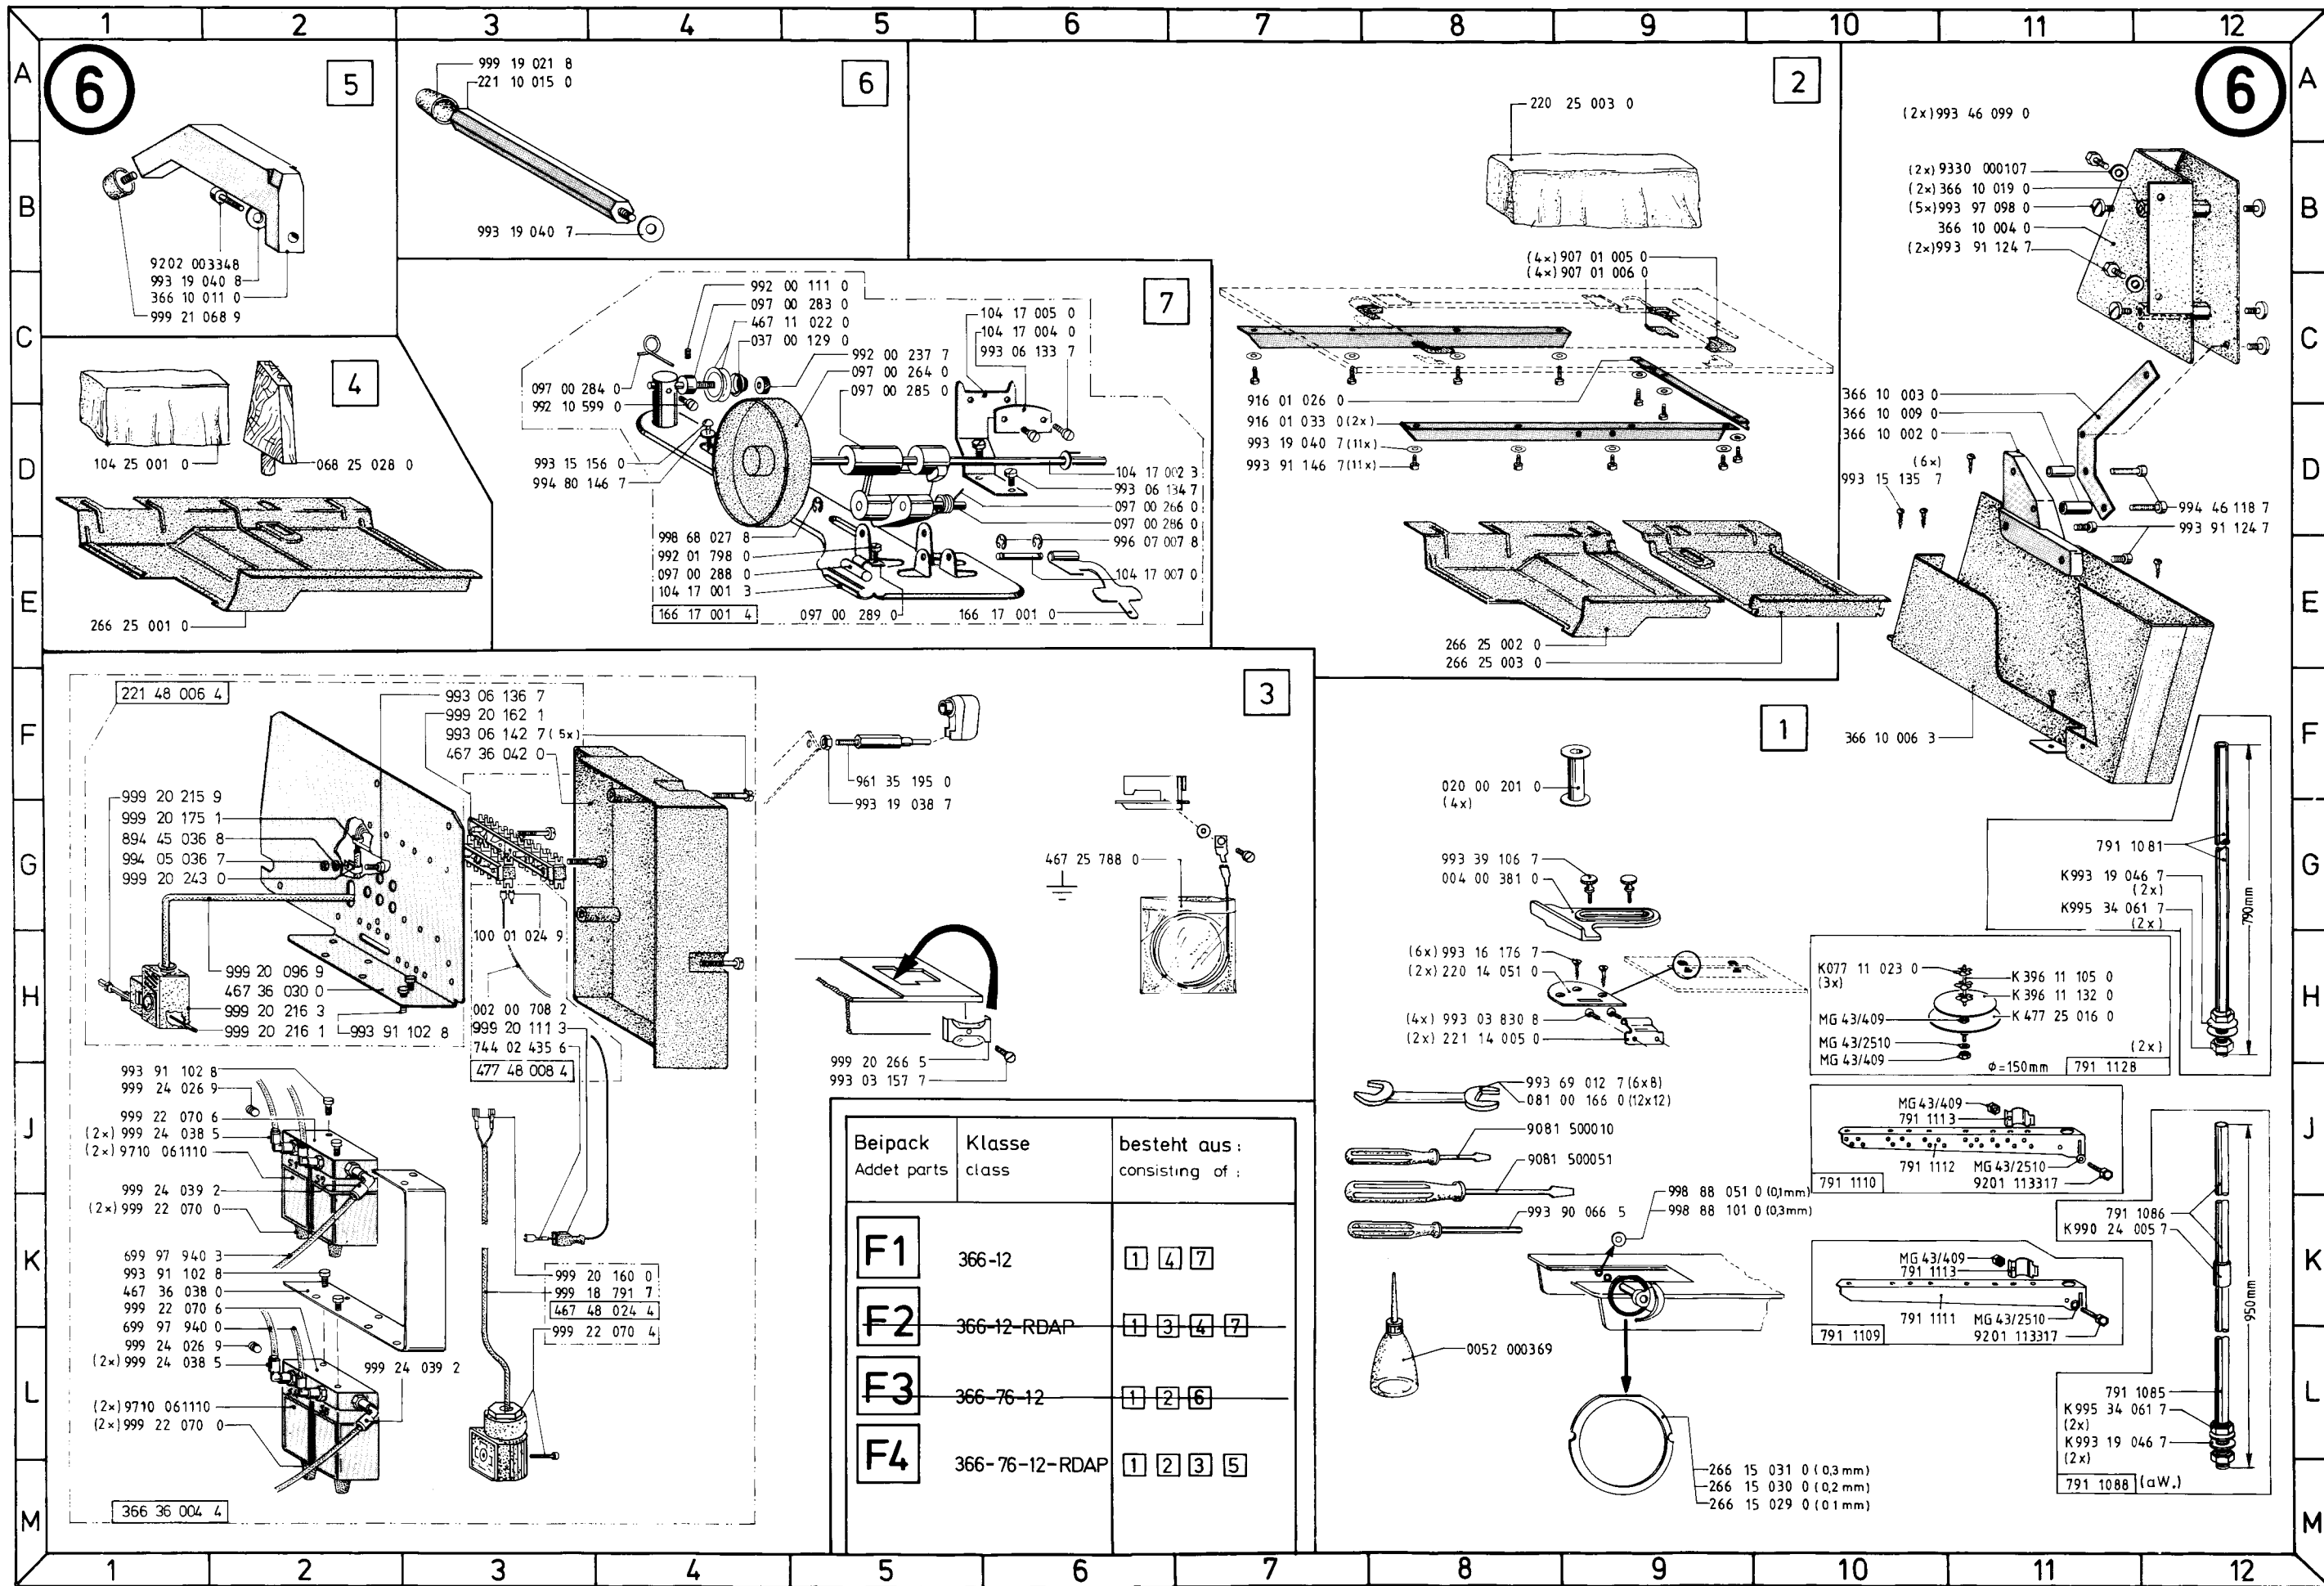 1 2 3 4 5 6 7 8 9 10 11 12
A
B
C
D
E
F
G
H
J
K
L
M
6
5
9202 003348
993 19 040 8
366 10 011 0
999 21 068 9
6
999 19 021 8
221 10 015 0
993 19 040 7
2
220 25 003 0
(4x) 907 01 005 0
(4x) 907 01 006 0
916 01 026 0
916 01 033 0 (2x)
993 19 040 7 (11x)
993 91 146 7 (11x)
266 25 002 0
266 25 003 0
6
(2x) 993 46 099 0
(2x) 9330 000107
(2x) 366 10 019 0
(5x) 993 97 098 0
366 10 004 0
(2x) 993 91 124 7
366 10 003 0
366 10 009 0
366 10 002 0
(6x)
993 15 135 7
994 46 118 7
993 91 124 7
366 10 006 3
4
104 25 001 0
068 25 028 0
266 25 001 0
7
992 00 111 0
097 00 283 0
467 11 022 0
037 00 129 0
992 00 237 7
097 00 264 0
097 00 285 0
104 17 005 0
104 17 004 0
993 06 133 7
097 00 284 0
992 10 599 0
993 15 156 0
994 80 146 7
104 17 002 3
993 06 134 7
097 00 266 0
097 00 286 0
996 07 007 8
104 17 007 0
998 68 027 8
992 01 798 0
097 00 288 0
104 17 001 3
166 17 001 4
097 00 289 0
166 17 001 0
3
221 48 006 4
993 06 136 7
999 20 162 1
993 06 142 7 (5x)
467 36 042 0
999 20 215 9
999 20 175 1
894 45 036 8
994 05 036 7
999 20 243 0
961 35 195 0
993 19 038 7
467 25 788 0
100 01 024 9
999 20 096 9
467 36 030 0
999 20 216 3
999 20 216 1
993 91 102 8
002 00 708 2
999 20 111 3
744 02 435 6
477 48 008 4
999 20 266 5
993 03 157 7
993 91 102 8
999 24 026 9
999 22 070 6
(2x) 999 24 038 5
(2x) 9710 061110
999 24 039 2
(2x) 999 22 070 0
699 97 940 3
993 91 102 8
467 36 038 0
999 22 070 6
699 97 940 0
999 24 026 9
(2x) 999 24 038 5
999 24 039 2
(2x) 9710 061110
(2x) 999 22 070 0
366 36 004 4
999 20 160 0
999 18 791 7
467 48 024 4
999 22 070 4
Beipack Klasse besteht aus :
Addet parts class consisting of :
F1 366-12 1 4 7
F2 366-12-RDAP 1 3 4 7
F3 366-76-12 1 2 6
F4 366-76-12-RDAP 1 2 3 5
1
020 00 201 0
(4x)
993 39 106 7
004 00 381 0
(6x) 993 16 176 7
(2x) 220 14 051 0
(4x) 993 03 830 8
(2x) 221 14 005 0
993 69 012 7 (6x8)
081 00 166 0 (12x12)
9081 500010
9081 500051
993 90 066 5
998 88 051 0 (0,1mm)
998 88 101 0 (0,3mm)
0052 000369
266 15 031 0 (0,3 mm)
266 15 030 0 (0,2 mm)
266 15 029 0 (0 1 mm)
791 1081
K993 19 046 7
(2x)
K995 34 061 7
(2x)
790mm
K077 11 023 0
(3x)
K 396 11 105 0
K 396 11 132 0
K 477 25 016 0
MG 43/409
MG 43/2510
MG 43/409
(2x)
Φ=150mm
791 1128
MG 43/409
791 1113
791 1112
MG 43/2510
9201 113317
791 1110
791 1086
K990 24 005 7
MG 43/409
791 1113
791 1111
MG 43/2510
9201 113317
791 1109
950mm
791 1085
K995 34 061 7
(2x)
K993 19 046 7
(2x)
791 1088 (aW.)
A
B
C
D
E
F
G
H
J
K
L
M
1 2 3 4 5 6 7 8 9 10 11 12